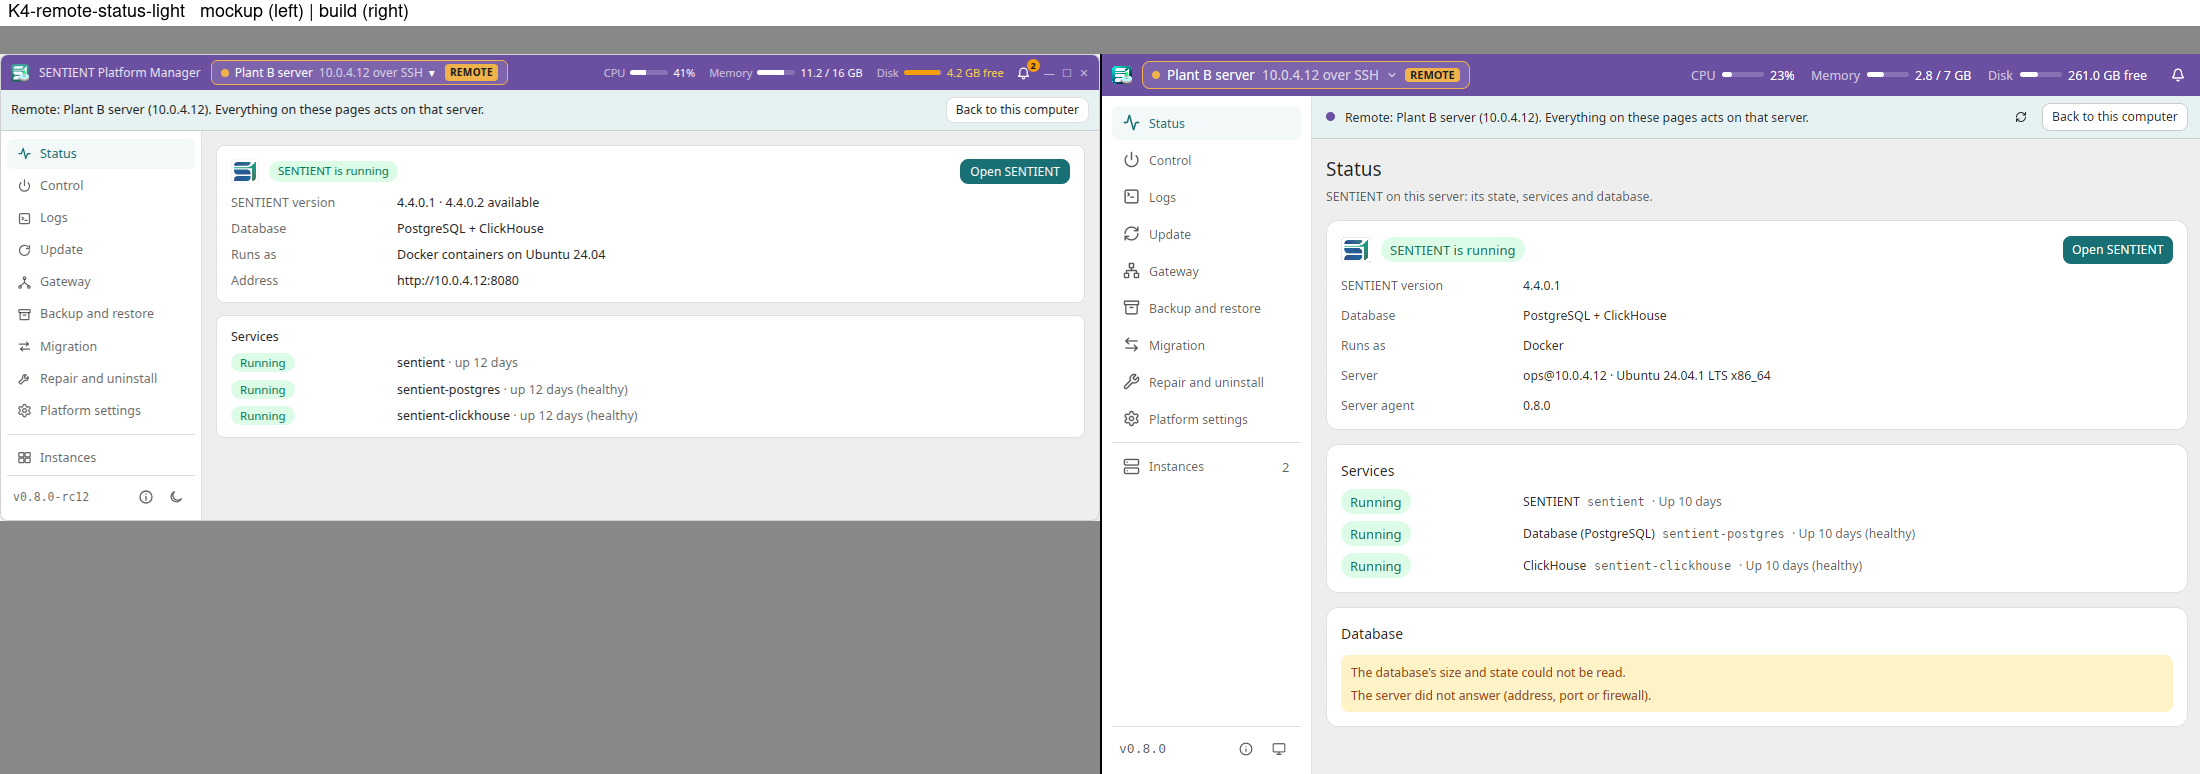 K4-remote-status-light mockup (left) | build (right)
SENTIENT Platform Manager
Plant B server 10.0.4.12 over SSH ▾ REMOTE
CPU 41% Memory 11.2 / 16 GB Disk 4.2 GB free 2
Remote: Plant B server (10.0.4.12). Everything on these pages acts on that server.
Back to this computer
Status
Control
Logs
Update
Gateway
Backup and restore
Migration
Repair and uninstall
Platform settings
Instances
v0.8.0-rc12
SENTIENT is running
Open SENTIENT
SENTIENT version 4.4.0.1 · 4.4.0.2 available
Database PostgreSQL + ClickHouse
Runs as Docker containers on Ubuntu 24.04
Address http://10.0.4.12:8080
Services
Running sentient · up 12 days
Running sentient-postgres · up 12 days (healthy)
Running sentient-clickhouse · up 12 days (healthy)
Plant B server 10.0.4.12 over SSH REMOTE
CPU 23% Memory 2.8 / 7 GB Disk 261.0 GB free
Status
Control
Logs
Update
Gateway
Backup and restore
Migration
Repair and uninstall
Platform settings
Instances 2
v0.8.0
Remote: Plant B server (10.0.4.12). Everything on these pages acts on that server.
Back to this computer
Status
SENTIENT on this server: its state, services and database.
SENTIENT is running
Open SENTIENT
SENTIENT version 4.4.0.1
Database PostgreSQL + ClickHouse
Runs as Docker
Server ops@10.0.4.12 · Ubuntu 24.04.1 LTS x86_64
Server agent 0.8.0
Services
Running SENTIENT sentient · Up 10 days
Running Database (PostgreSQL) sentient-postgres · Up 10 days (healthy)
Running ClickHouse sentient-clickhouse · Up 10 days (healthy)
Database
The database's size and state could not be read.
The server did not answer (address, port or firewall).